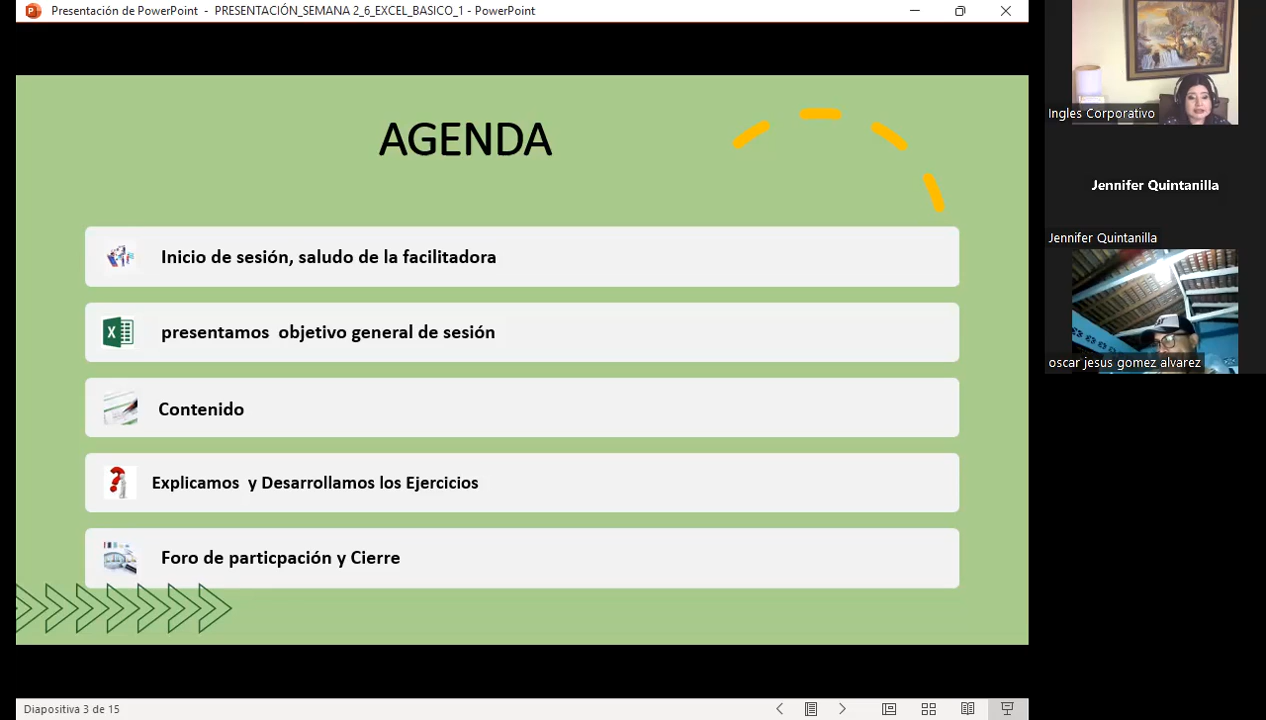 Presentación de PowerPoint - PRESENTACIÓN_SEMANA 2_6_EXCEL_BASICO_1 - PowerPoint
AGENDA
Inicio de sesión, saludo de la facilitadora
presentamos objetivo general de sesión
Contenido
Explicamos y Desarrollamos los Ejercicios
Foro de particpación y Cierre
Diapositiva 3 de 15
Ingles Corporativo
Jennifer Quintanilla
Jennifer Quintanilla
oscar jesus gomez alvarez